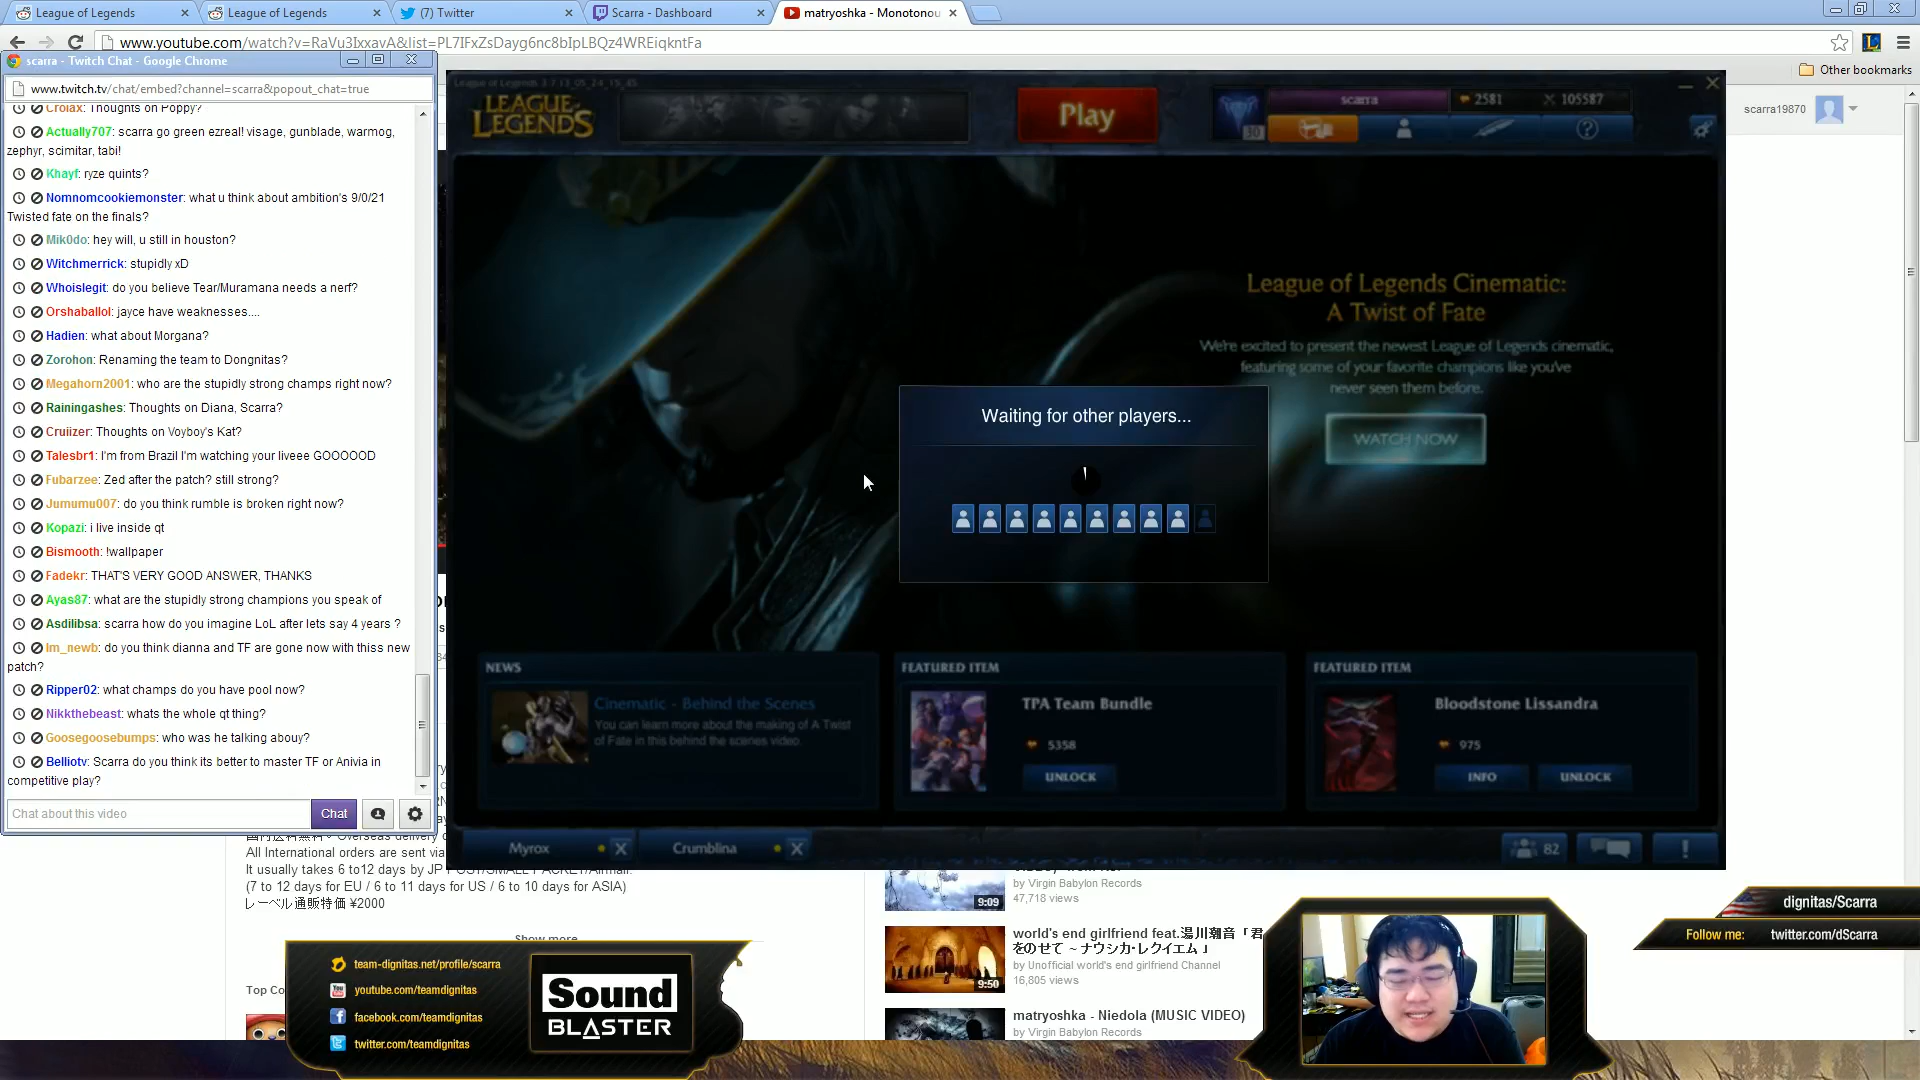 League of Legends
League of Legends
(7) Twitter
Scarra - Dashboard
matryoshka - Monotonou
www.youtube.com/watch?v=RaVu3IxxavA&list=PL7IFxZsDayg6nc8bIpLBQz4WREiqkntFa
Other bookmarks
scarra - Twitch Chat - Google Chrome
www.twitch.tv/chat/embed?channel=scarra&popout_chat=true
scarra19870
Crolax: Thoughts on Poppy?
Actually707: scarra go green ezreal! visage, gunblade, warmog,
zephyr, scimitar, tabi!
Khayf: ryze quints?
Nomnomcookiemonster: what u think about ambition's 9/0/21
Twisted fate on the finals?
Mik0do: hey will, u still in houston?
Witchmerrick: stupidly xD
Whoislegit: do you believe Tear/Muramana needs a nerf?
Orshaballol: jayce have weaknesses....
Hadien: what about Morgana?
Zorohon: Renaming the team to Dongnitas?
Megahorn2001: who are the stupidly strong champs right now?
Rainingashes: Thoughts on Diana, Scarra?
Cruiizer: Thoughts on Voyboy's Kat?
Talesbr1: I'm from Brazil I'm watching your liveee GOOOOOD
Fubarzee: Zed after the patch? still strong?
Jumumu007: do you think rumble is broken right now?
Kopazi: i live inside qt
Bismooth: !wallpaper
Fadekr: THAT'S VERY GOOD ANSWER, THANKS
Ayas87: what are the stupidly strong champions you speak of
Asdilibsa: scarra how do you imagine LoL after lets say 4 years ?
Im_newb: do you think dianna and TF are gone now with thiss new
patch?
Ripper02: what champs do you have pool now?
Nikkthebeast: whats the whole qt thing?
Goosegoosebumps: who was he talking abouy?
Belliotv: Scarra do you think its better to master TF or Anivia in
competitive play?
Chat about this video
Chat
LEAGUE OF LEGENDS
Play
30
scarra
2581
105587
League of Legends Cinematic:
A Twist of Fate
We're excited to present the newest League of Legends cinematic,
featuring some of your favorite champions like you've
never seen them before.
WATCH NOW
Waiting for other players...
NEWS
Cinematic - Behind the Scenes
You can learn more about the making of A Twist
of Fate in this behind the scenes video.
FEATURED ITEM
TPA Team Bundle
5358
UNLOCK
FEATURED ITEM
Bloodstone Lissandra
975
INFO
UNLOCK
Myrox
Crumblina
82
All International orders are sent via
It usually takes 6 to12 days by JP
(7 to 12 days for EU / 6 to 11 days for US / 6 to 10 days for ASIA)
レーベル通販特価 ¥2000
Show more
Top Co
9:09
by Virgin Babylon Records
47,718 views
world's end girlfriend feat.湯川潮音「君
をのせて ~ ナウシカ・レクイエム 」
by Unofficial world's end girlfriend Channel
16,805 views
9:50
matryoshka - Niedola (MUSIC VIDEO)
by Virgin Babylon Records
team-dignitas.net/profile/scarra
youtube.com/teamdignitas
facebook.com/teamdignitas
twitter.com/teamdignitas
Sound
BLASTER
dignitas/Scarra
Follow me: twitter.com/dScarra